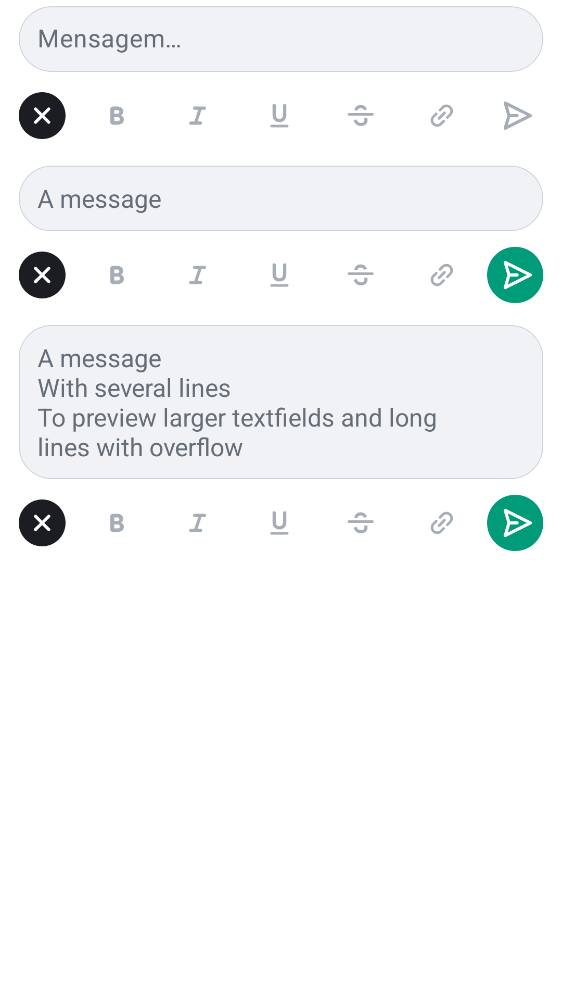 Mensagem…
B I U S
A message
B I U S
A message
With several lines
To preview larger textfields and long
lines with overflow
B I U S